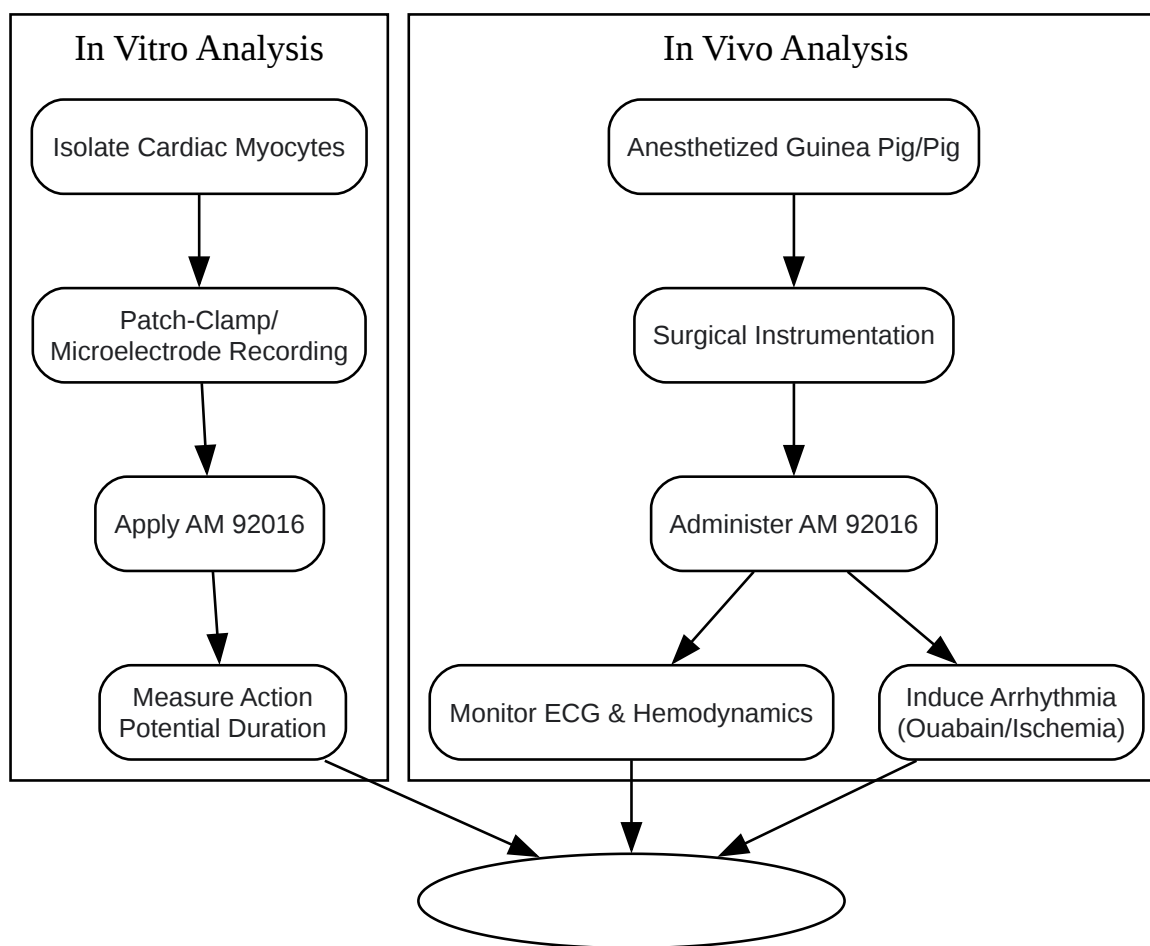 In Vitro Analysis
Isolate Cardiac Myocytes
Patch-Clamp/
Microelectrode Recording
Apply AM 92016
Measure Action
Potential Duration
In Vivo Analysis
Anesthetized Guinea Pig/Pig
Surgical Instrumentation
Administer AM 92016
Monitor ECG & Hemodynamics
Induce Arrhythmia
(Ouabain/Ischemia)